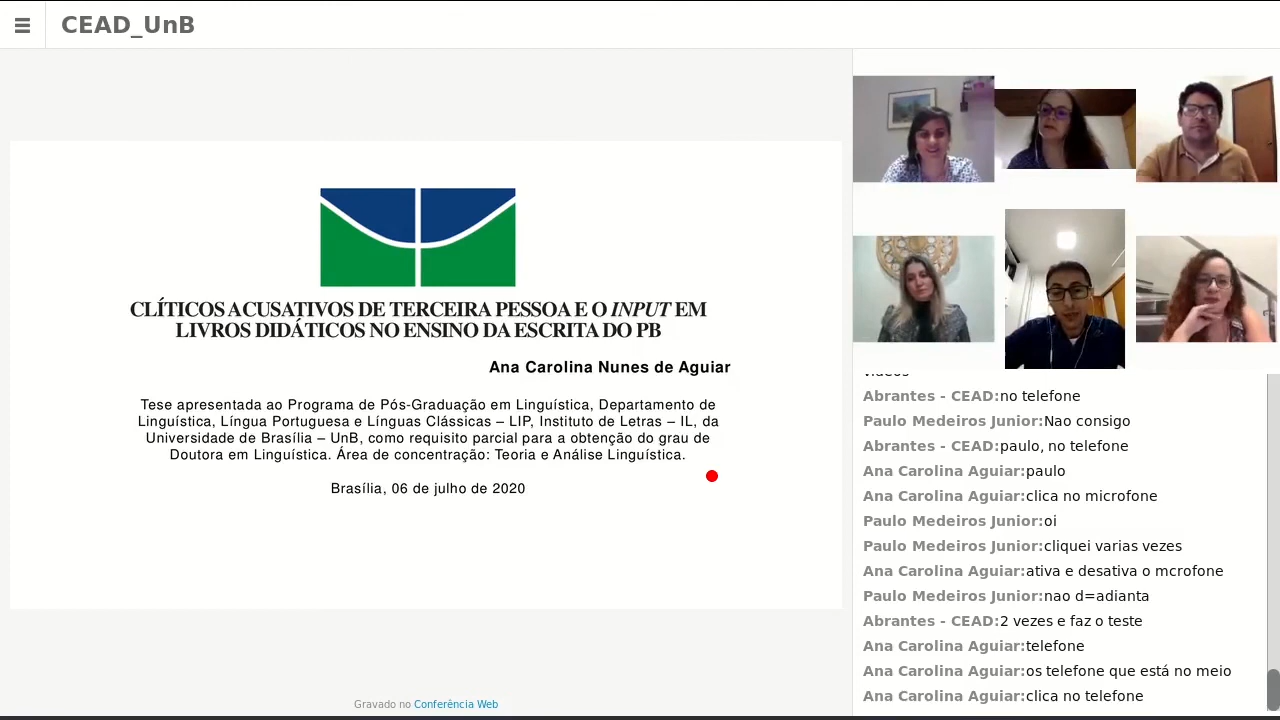 CEAD_UnB
CLÍTICOS ACUSATIVOS DE TERCEIRA PESSOA E O INPUT EM
LIVROS DIDÁTICOS NO ENSINO DA ESCRITA DO PB
Ana Carolina Nunes de Aguiar
Tese apresentada ao Programa de Pós-Graduação em Linguística, Departamento de
Linguística, Língua Portuguesa e Línguas Clássicas – LIP, Instituto de Letras – IL, da
Universidade de Brasília – UnB, como requisito parcial para a obtenção do grau de
Doutora em Linguística. Área de concentração: Teoria e Análise Linguística.
Brasília, 06 de julho de 2020
Gravado no Conferência Web
Abrantes - CEAD:no telefone
Paulo Medeiros Junior:Nao consigo
Abrantes - CEAD:paulo, no telefone
Ana Carolina Aguiar:paulo
Ana Carolina Aguiar:clica no microfone
Paulo Medeiros Junior:oi
Paulo Medeiros Junior:cliquei varias vezes
Ana Carolina Aguiar:ativa e desativa o mcrofone
Paulo Medeiros Junior:nao d=adianta
Abrantes - CEAD:2 vezes e faz o teste
Ana Carolina Aguiar:telefone
Ana Carolina Aguiar:os telefone que está no meio
Ana Carolina Aguiar:clica no telefone